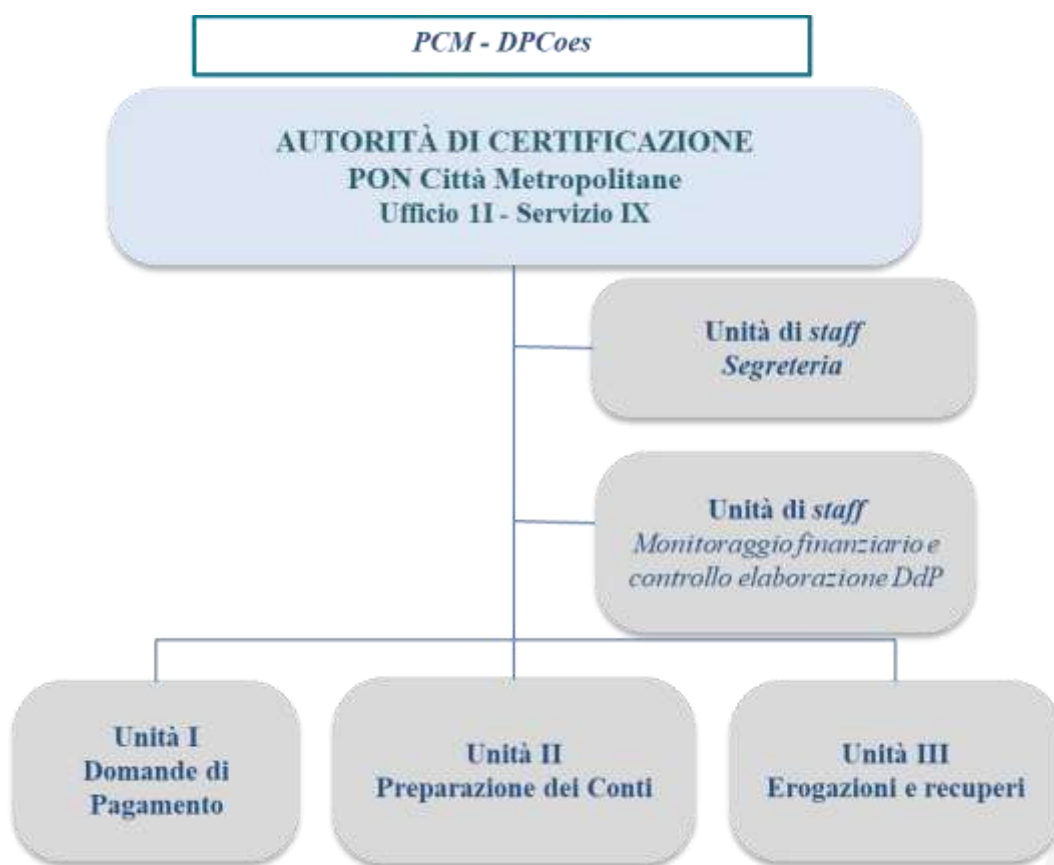 PCM - DPCoes
AUTORITÀ DI CERTIFICAZIONE
PON Città Metropolitane
Ufficio 1I - Servizio IX
Unità di staff
Segreteria
Unità di staff
Monitoraggio finanziario e
controllo elaborazione DdP
Unità I
Domande di
Pagamento
Unità II
Preparazione dei Conti
Unità III
Erogazioni e recuperi